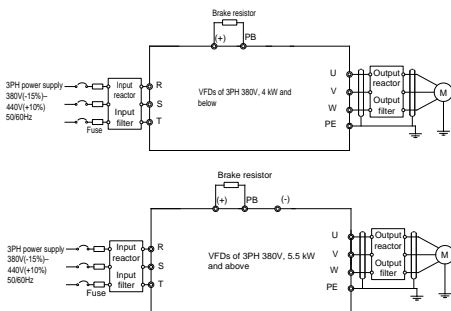 Brake resistor
(+)
PB
3PH power supply
380V(-15%)–
440V(+10%)
50/60Hz
Fuse
Input
reactor
Input
filter
R
S
T
VFDs of 3PH 380V, 4 kW and
below
U
V
W
PE
Output
reactor
Output
filter
M
Brake resistor
(+)
PB
(-)
3PH power supply
380V(-15%)–
440V(+10%)
50/60Hz
Fuse
Input
reactor
Input
filter
R
S
T
VFDs of 3PH 380V, 5.5 kW
and above
U
V
W
PE
Output
reactor
Output
filter
M